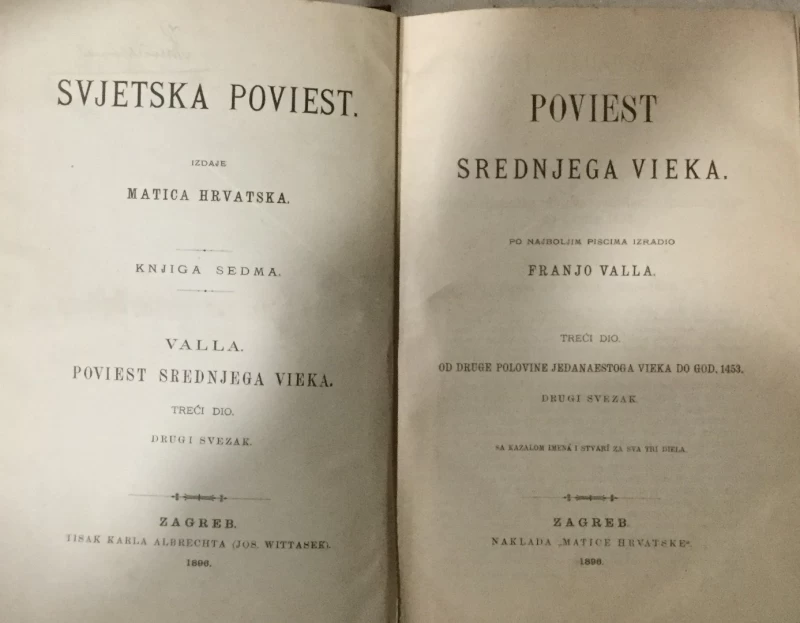 SVJETSKA POVIEST.
IZDAJE
MATICA HRVATSKA.
KNJIGA SEDMA.
VALLA.
POVIEST SREDNJEGA VIEKA.
TREĆI DIO.
DRUGI SVEZAK.
ZAGREB.
TISAK KARLA ALBRECHTA (JOS. WITTASEK).
1896.
POVIEST
SREDNJEGA VIEKA.
PO NAJBOLJIM PISCIMA IZRADIO
FRANJO VALLA.
TREĆI DIO.
OD DRUGE POLOVINE JEDANAESTOGA VIEKA DO GOD. 1453.
DRUGI SVEZAK.
SA KAZALOM IMENÂ I STVARÎ ZA SVA TRI DIELA.
ZAGREB.
NAKLADA „MATICE HRVATSKE“.
1896.